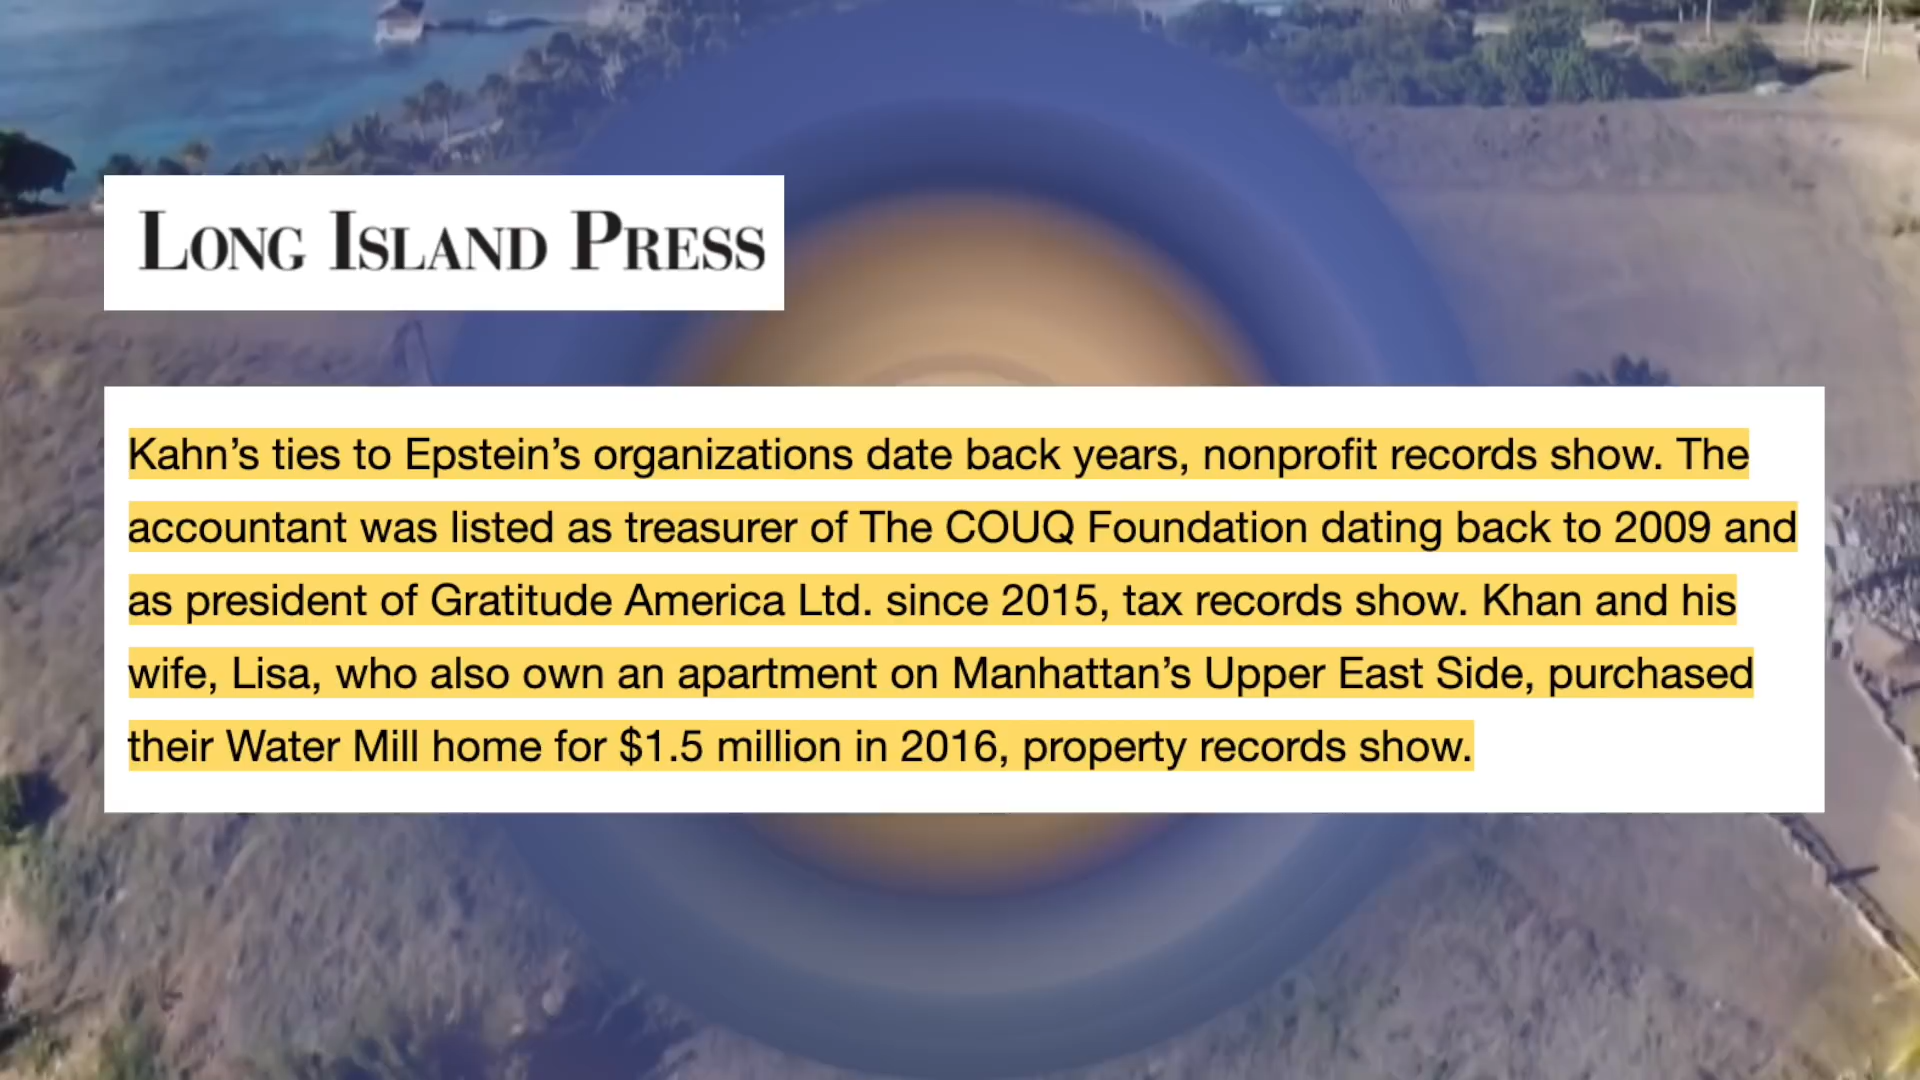 LONG ISLAND PRESS
Kahn’s ties to Epstein’s organizations date back years, nonprofit records show. The
accountant was listed as treasurer of The COUQ Foundation dating back to 2009 and
as president of Gratitude America Ltd. since 2015, tax records show. Khan and his
wife, Lisa, who also own an apartment on Manhattan’s Upper East Side, purchased
their Water Mill home for $1.5 million in 2016, property records show.